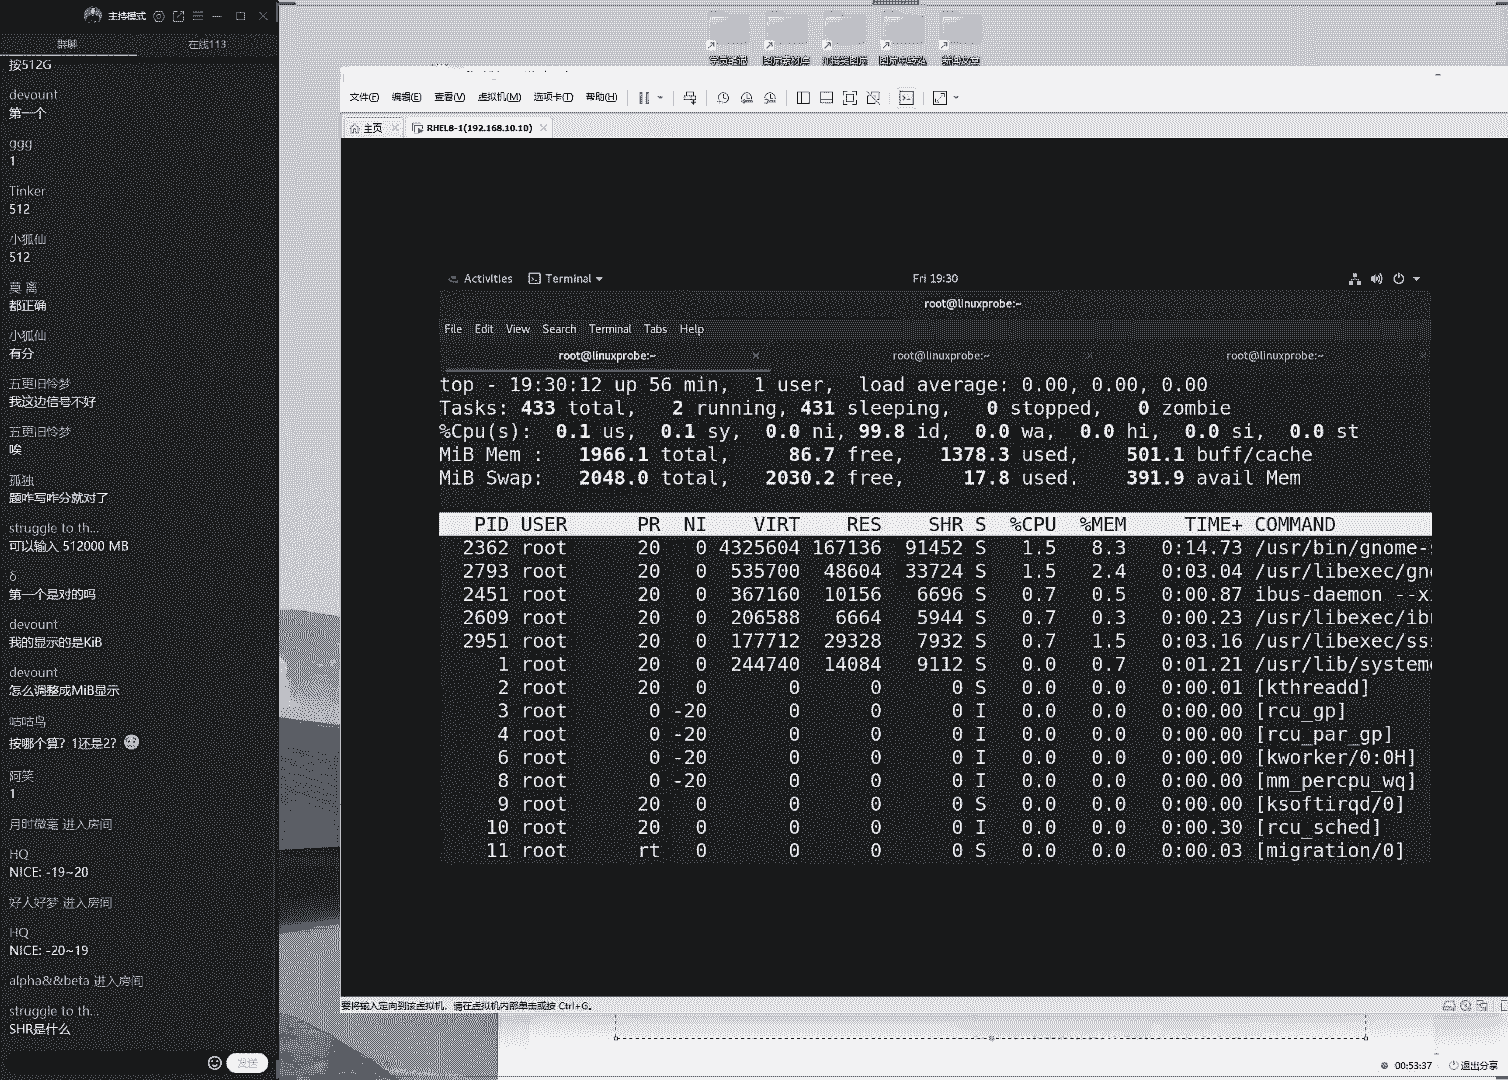 主持模式
群聊
在线113
按512G
devount
第一个
ggg
1
Tinker
512
小狐仙
512
莫 离
都正确
小狐仙
有分
五更旧怜梦
我这边信号不好
五更旧怜梦
唉
孤独
题咋写咋分就对了
struggle to th...
可以输入 512000 MB
δ
第一个是对的吗
devount
我的显示的是KiB
devount
怎么调整成MiB显示
咕咕鸟
按哪个算？1还是2？
阿笑
1
进入房间
HQ
NICE: -19~20
好人好梦 进入房间
HQ
NICE: -20~19
alpha&&beta 进入房间
struggle to th...
SHR是什么
发送
文件(F) 编辑(E) 查看(V) 虚拟机(M) 选项卡(T) 帮助(H)
主页
RHEL8-1(192.168.10.10)
Activities Terminal
Fri 19:30
root@linuxprobe:~
File Edit View Search Terminal Tabs Help
root@linuxprobe:~ root@linuxprobe:~ root@linuxprobe:~
top - 19:30:12 up 56 min, 1 user, load average: 0.00, 0.00, 0.00
Tasks: 433 total, 2 running, 431 sleeping, 0 stopped, 0 zombie
%Cpu(s): 0.1 us, 0.1 sy, 0.0 ni, 99.8 id, 0.0 wa, 0.0 hi, 0.0 si, 0.0 st
MiB Mem : 1966.1 total, 86.7 free, 1378.3 used, 501.1 buff/cache
MiB Swap: 2048.0 total, 2030.2 free, 17.8 used. 391.9 avail Mem
PID USER PR NI VIRT RES SHR S %CPU %MEM TIME+ COMMAND
2362 root 20 0 4325604 167136 91452 S 1.5 8.3 0:14.73 /usr/bin/gnome-s
2793 root 20 0 535700 48604 33724 S 1.5 2.4 0:03.04 /usr/libexec/gno
2451 root 20 0 367160 10156 6696 S 0.7 0.5 0:00.87 ibus-daemon --xi
2609 root 20 0 206588 6664 5944 S 0.7 0.3 0:00.23 /usr/libexec/ibu
2951 root 20 0 177712 29328 7932 S 0.7 1.5 0:03.16 /usr/libexec/sss
1 root 20 0 244740 14084 9112 S 0.0 0.7 0:01.21 /usr/lib/systemd
2 root 20 0 0 0 0 S 0.0 0.0 0:00.01 [kthreadd]
3 root 0 -20 0 0 0 I 0.0 0.0 0:00.00 [rcu_gp]
4 root 0 -20 0 0 0 I 0.0 0.0 0:00.00 [rcu_par_gp]
6 root 0 -20 0 0 0 I 0.0 0.0 0:00.00 [kworker/0:0H]
8 root 0 -20 0 0 0 I 0.0 0.0 0:00.00 [mm_percpu_wq]
9 root 20 0 0 0 0 S 0.0 0.0 0:00.00 [ksoftirqd/0]
10 root 20 0 0 0 0 I 0.0 0.0 0:00.30 [rcu_sched]
11 root rt 0 0 0 0 S 0.0 0.0 0:00.03 [migration/0]
要将输入定向到该虚拟机，请在虚拟机内部单击或按 Ctrl+G。
00:53:37
退出分享